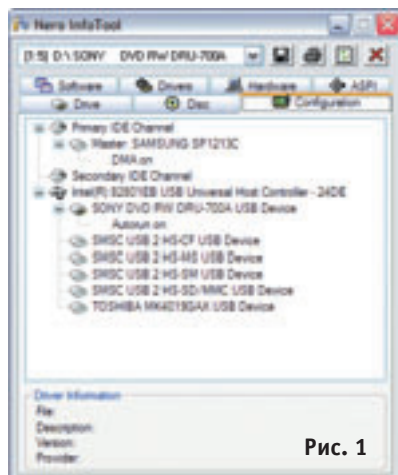 Nero InfoTool
[1:5] D:\ SONY DVD RW DRU-700A
Software Drivers Hardware ASPI
Drive Disc Configuration
Primary IDE Channel
Master: SAMSUNG SP1213C
DMA on
Secondary IDE Channel
Intel(R) 82801EB USB Universal Host Controller - 24DE
SONY DVD RW DRU-700A USB Device
Autorun on
SMSC USB 2 HS-CF USB Device
SMSC USB 2 HS-MS USB Device
SMSC USB 2 HS-SM USB Device
SMSC USB 2 HS-SD/MMC USB Device
TOSHIBA MK4019GAX USB Device
Driver Information
File:
Description:
Version:
Provider:
Рис. 1